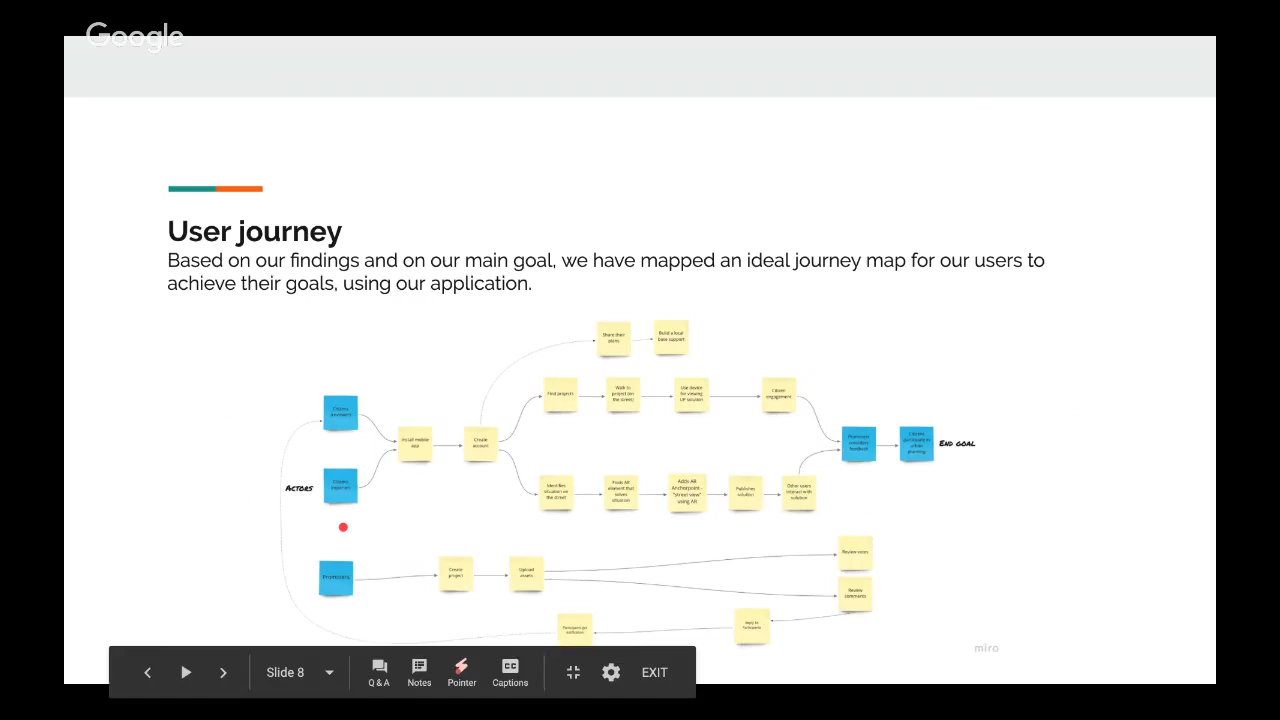 Google
User journey
Based on our findings and on our main goal, we have mapped an ideal journey map for our users to
achieve their goals, using our application.
Share their
plans
Build a local
base support
Find projects
Walk to
project (on
the street)
Use device
for viewing
UP solution
Citizen
engagement
Citizens
Install mobile
app
Create
account
Promoters
feedback
Citizens
participate in
urban
planning
END GOAL
ACTORS
Citizens
Identifies
situation on
the street
Finds AR
element that
solves
situation
Adds AR
Anchorpoint -
"street view"
using AR
Publishes
solution
Other users
interact with
solution
Promoters
Create
project
Upload
assets
Review votes
Review
comments
Reply to
Participants
Participants get
notification
miro
Slide 8
Q & A
Notes
Pointer
CC
Captions
EXIT